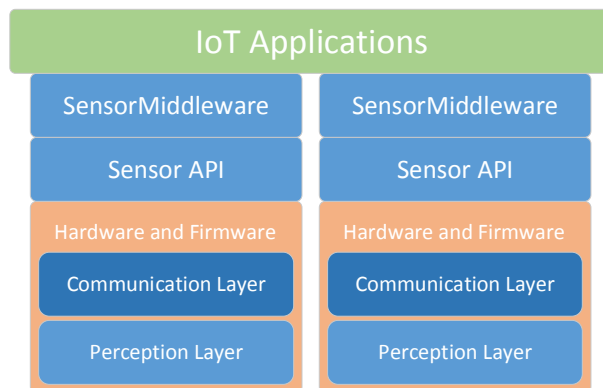 IoT Applications
SensorMiddleware
SensorMiddleware
Sensor API
Sensor API
Hardware and Firmware
Hardware and Firmware
Communication Layer
Communication Layer
Perception Layer
Perception Layer